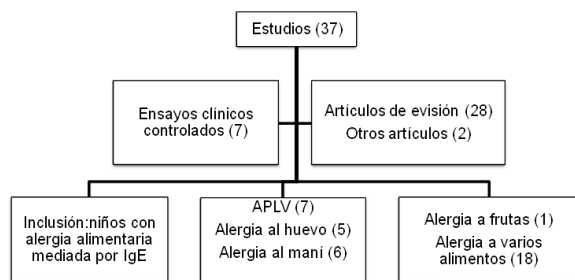 Estudios (37)
Ensayos clínicos
controlados (7)
Artículos de evisión (28)
Otros artículos (2)
Inclusión:niños con
alergia alimentaria
mediada por IgE
APLV (7)
Alergia al huevo (5)
Alergia al maní (6)
Alergia a frutas (1)
Alergia a varios
alimentos (18)